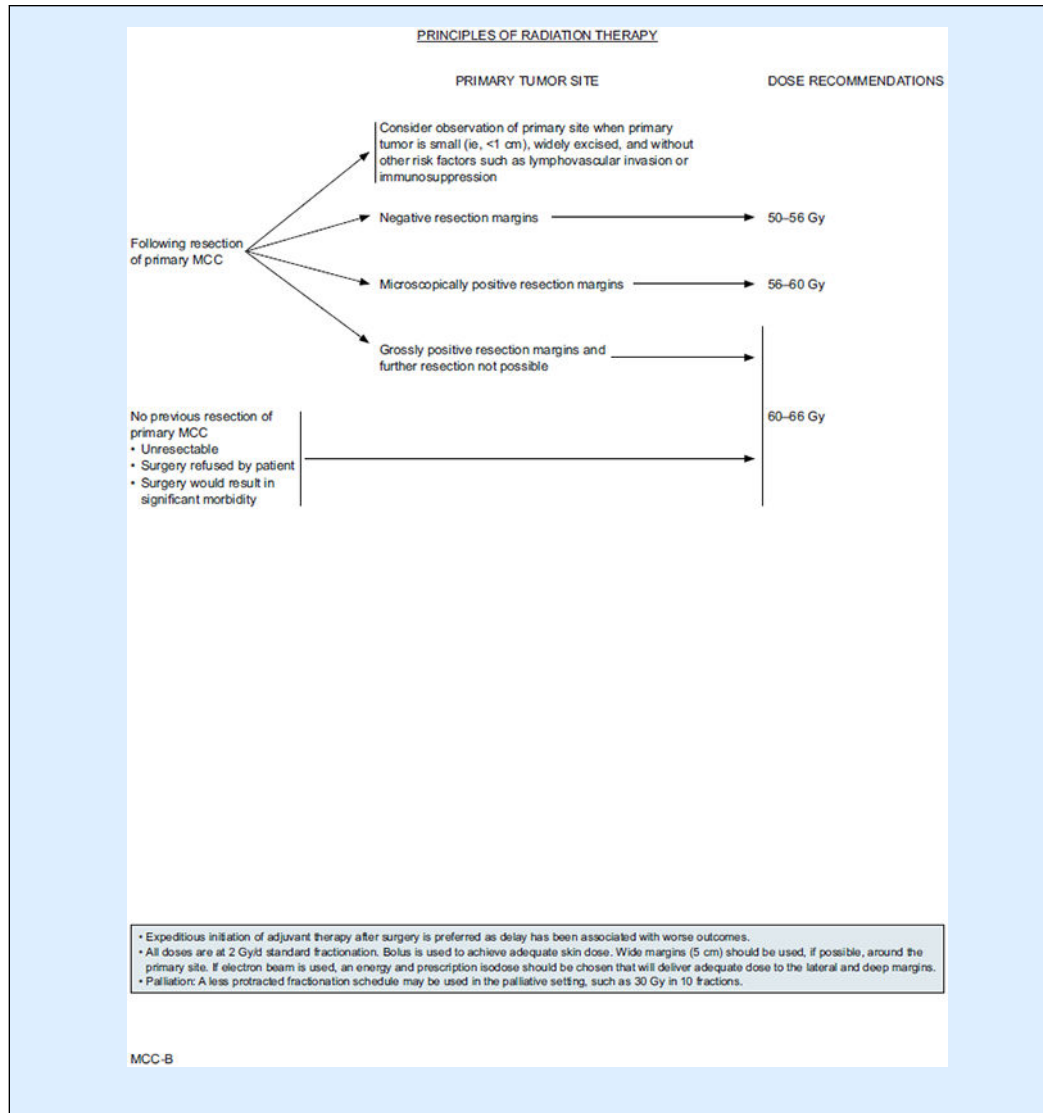 PRINCIPLES OF RADIATION THERAPY
PRIMARY TUMOR SITE
DOSE RECOMMENDATIONS
Consider observation of primary site when primary
tumor is small (ie, <1 cm), widely excised, and without
other risk factors such as lymphovascular invasion or
immunosuppression
Negative resection margins
50–56 Gy
Following resection
of primary MCC
Microscopically positive resection margins
56–60 Gy
Grossly positive resection margins and
further resection not possible
60–66 Gy
No previous resection of
primary MCC
• Unresectable
• Surgery refused by patient
• Surgery would result in
significant morbidity
• Expeditious initiation of adjuvant therapy after surgery is preferred as delay has been associated with worse outcomes.
• All doses are at 2 Gy/d standard fractionation. Bolus is used to achieve adequate skin dose. Wide margins (5 cm) should be used, if possible, around the
primary site. If electron beam is used, an energy and prescription isodose should be chosen that will deliver adequate dose to the lateral and deep margins.
• Palliation: A less protracted fractionation schedule may be used in the palliative setting, such as 30 Gy in 10 fractions.
MCC-B